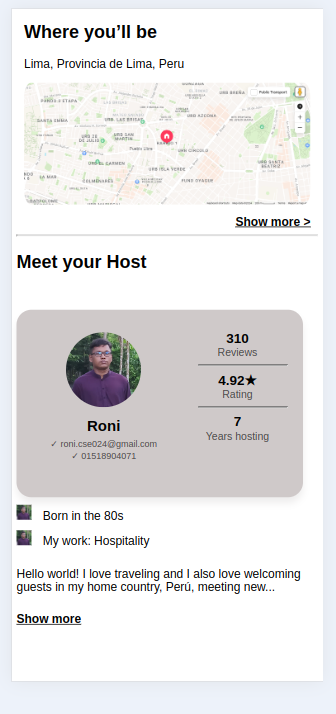 Where you’ll be
Lima, Provincia de Lima, Peru
Show more >
Meet your Host
310
Reviews
4.92★
Rating
7
Years hosting
Roni
✓ roni.cse024@gmail.com
✓ 01518904071
Born in the 80s
My work: Hospitality
Hello world! I love traveling and I also love welcoming
guests in my home country, Perú, meeting new...
Show more